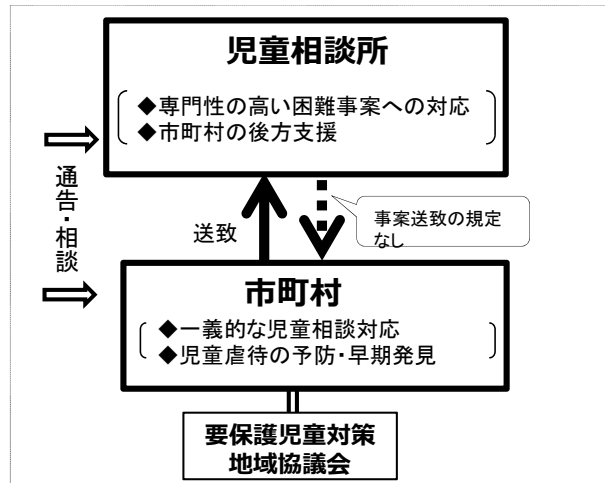 児童相談所
◆専門性の高い困難事案への対応
◆市町村の後方支援
通告・相談
送致
事案送致の規定
なし
市町村
◆一義的な児童相談対応
◆児童虐待の予防・早期発見
要保護児童対策
地域協議会